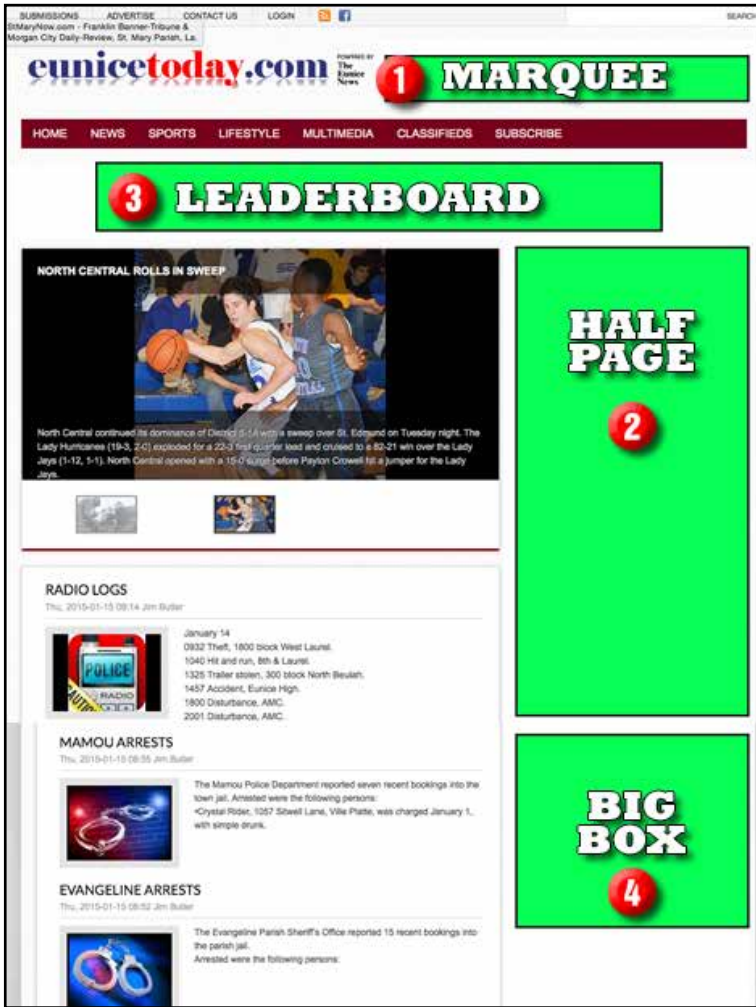 SUBMISSIONS ADVERTISE CONTACT US LOGIN SEARCH
StMaryNow.com - Franklin Banner-Tribune &
Morgan City Daily-Review, St. Mary Parish, La.
eunicetoday.com
POWERED BY
The
Eunice
News
1 MARQUEE
HOME NEWS SPORTS LIFESTYLE MULTIMEDIA CLASSIFIEDS SUBSCRIBE
3 LEADERBOARD
NORTH CENTRAL ROLLS IN SWEEP
North Central continued its dominance of District 5-1A with a sweep over St. Edmund on Tuesday night. The
Lady Hurricanes (19-3, 2-0) exploded for a 22-3 first quarter lead and cruised to a 82-21 win over the Lady
Jays (1-12, 1-1). North Central opened with a 15-0 surge before Payton Crowell hit a jumper for the Lady
Jays.
HALF
PAGE
2
RADIO LOGS
Thu, 2015-01-15 09:14 Jim Butler
POLICE
RADIO
CAUTIO
January 14
0932 Theft, 1800 block West Laurel.
1040 Hit and run, 8th & Laurel.
1325 Trailer stolen, 300 block North Beulah.
1457 Accident, Eunice High.
1800 Disturbance, AMC.
2001 Disturbance, AMC.
MAMOU ARRESTS
Thu, 2015-01-15 08:55 Jim Butler
The Mamou Police Department reported seven recent bookings into the
town jail. Arrested were the following persons:
•Crystal Rider, 1057 Sitwell Lane, Ville Platte, was charged January 1,
with simple drunk.
BIG
BOX
4
EVANGELINE ARRESTS
Thu, 2015-01-15 08:52 Jim Butler
The Evangeline Parish Sheriff's Office reported 15 recent bookings into
the parish jail.
Arrested were the following persons: